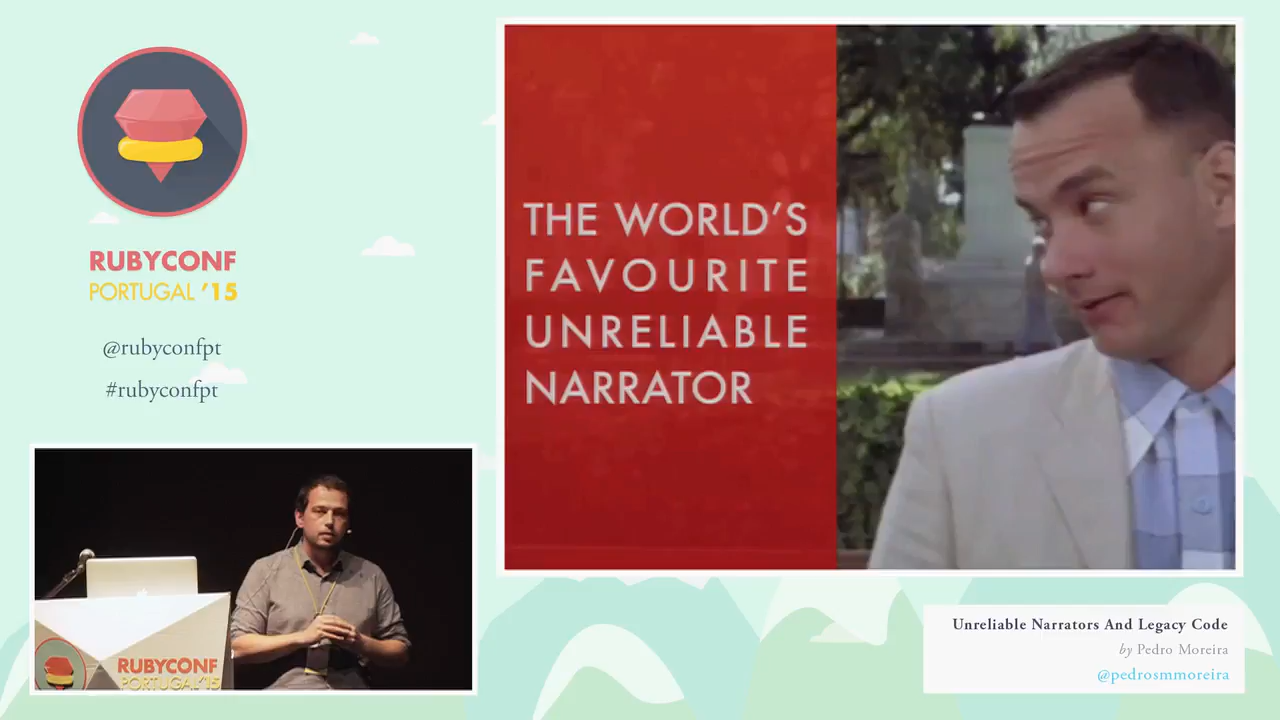 RUBYCONF
PORTUGAL '15
@rubyconfpt
#rubyconfpt
THE WORLD'S
FAVOURITE
UNRELIABLE
NARRATOR
RUBYCONF
PORTUGAL'15
Unreliable Narrators And Legacy Code
by Pedro Moreira
@pedrosmmoreira